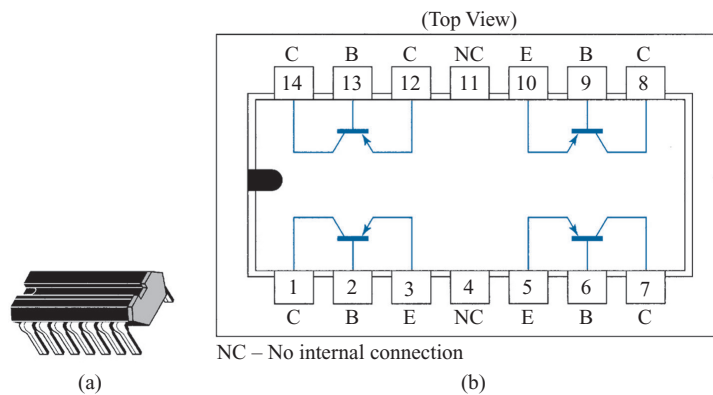 (Top View)
C B C NC E B C
14 13 12 11 10 9 8
1 2 3 4 5 6 7
C B E NC E B C
NC – No internal connection
(a) (b)